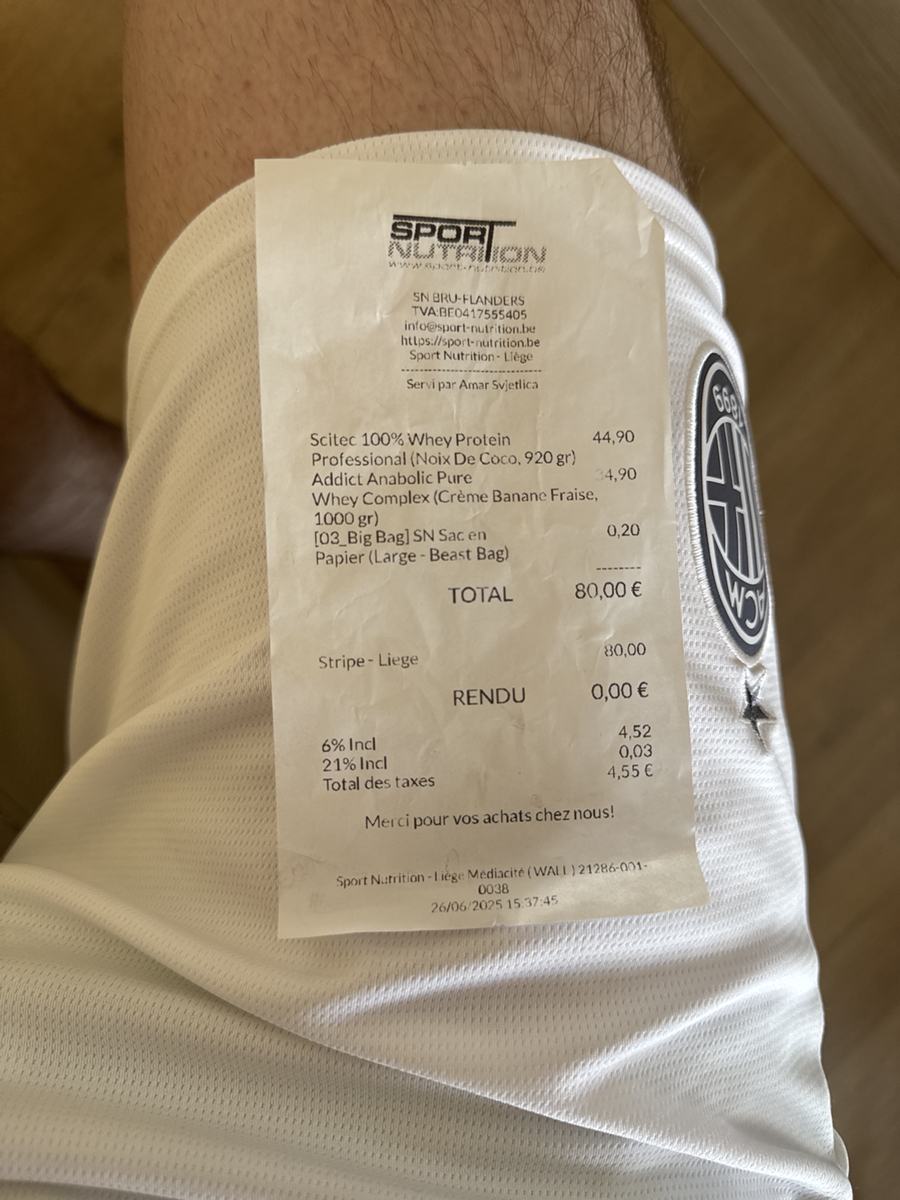 SPORT
NUTRITION
www.sport-nutrition.be
SN BRU-FLANDERS
TVA:BE0417555405
info@sport-nutrition.be
https://sport-nutrition.be
Sport Nutrition - Liège
Servi par Amar Svjetlica
Scitec 100% Whey Protein 44,90
Professional (Noix De Coco, 920 gr)
Addict Anabolic Pure 34,90
Whey Complex (Crème Banane Fraise,
1000 gr)
[03_Big Bag] SN Sac en 0,20
Papier (Large - Beast Bag)
--------
TOTAL 80,00 €
Stripe - Liege 80,00
RENDU 0,00 €
6% Incl 4,52
21% Incl 0,03
Total des taxes 4,55 €
Merci pour vos achats chez nous!
Sport Nutrition - Liège Médiacité ( WALL ) 21286-001-
0038
26/06/2025 15:37:45
1899
ACM